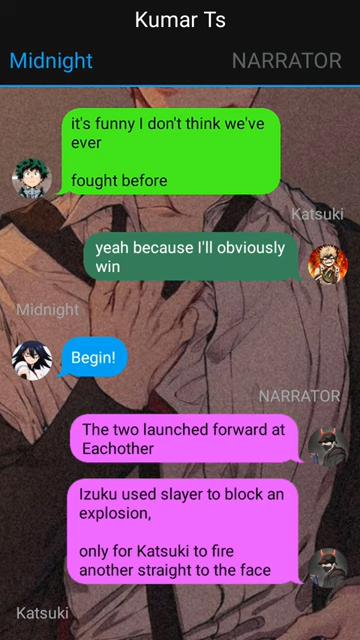 Kumar Ts
Midnight
NARRATOR
it's funny I don't think we've
ever
fought before
Katsuki
yeah because I'll obviously
win
Midnight
Begin!
NARRATOR
The two launched forward at
Eachother
Izuku used slayer to block an
explosion,
only for Katsuki to fire
another straight to the face
Katsuki